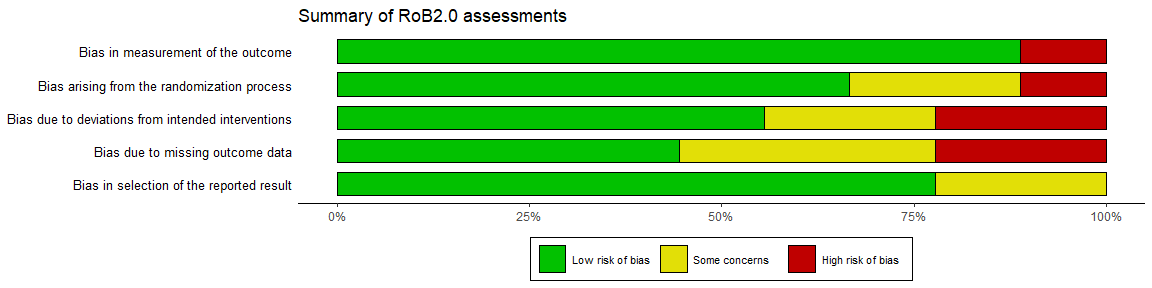 Summary of RoB2.0 assessments
Bias in measurement of the outcome
Bias arising from the randomization process
Bias due to deviations from intended interventions
Bias due to missing outcome data
Bias in selection of the reported result
0% 25% 50% 75% 100%
Low risk of bias Some concerns High risk of bias